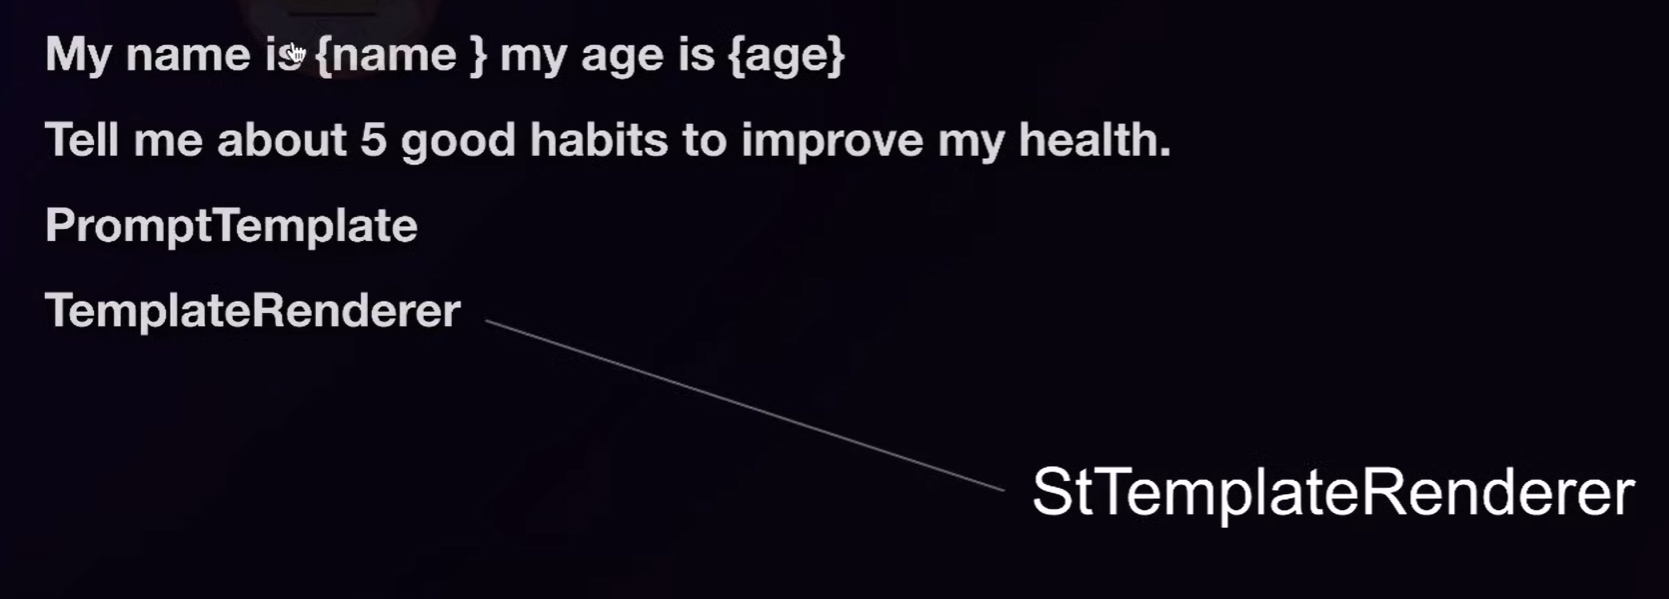 My name is {name } my age is {age}
Tell me about 5 good habits to improve my health.
PromptTemplate
TemplateRenderer
StTemplateRenderer